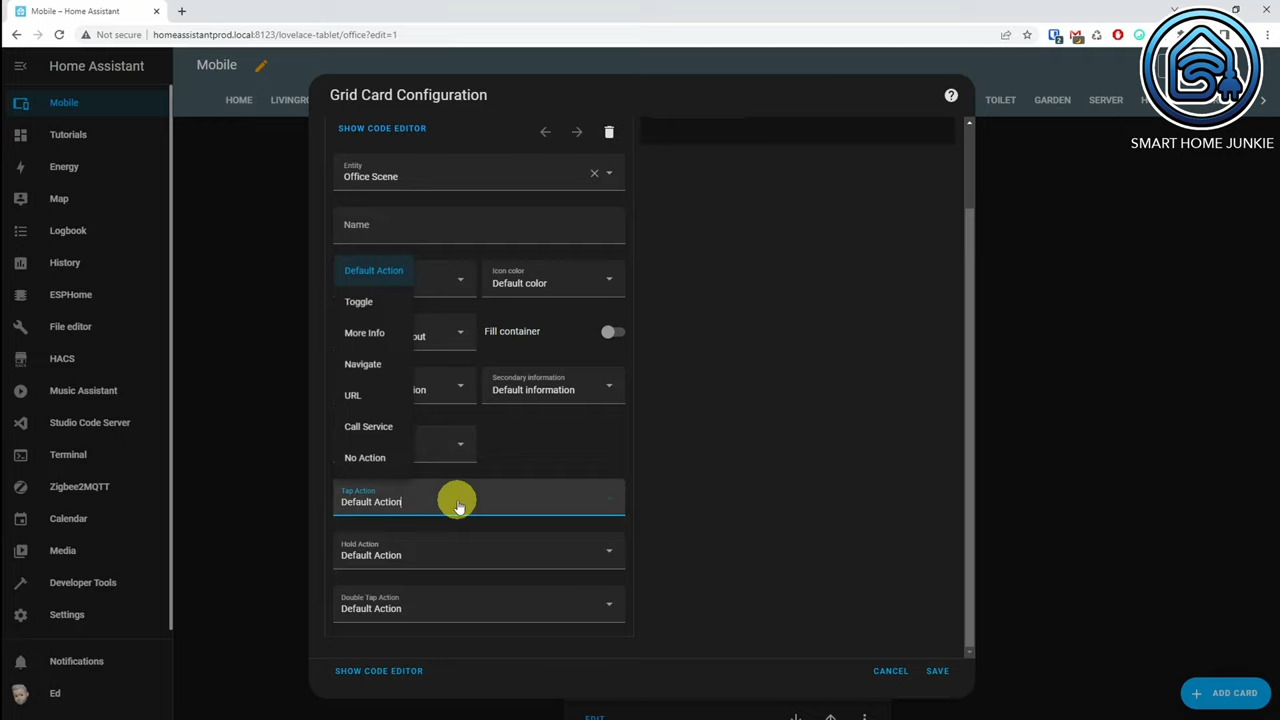 Mobile – Home Assistant
Not secure
homeassistantprod.local:8123/lovelace-tablet/office?edit=1
Home Assistant
Mobile
HOME
LIVINGR
TOILET
GARDEN
SERVER
SMART HOME JUNKIE
Mobile
Tutorials
Energy
Map
Logbook
History
ESPHome
File editor
HACS
Music Assistant
Studio Code Server
Terminal
Zigbee2MQTT
Calendar
Media
Developer Tools
Settings
Notifications
Ed
Grid Card Configuration
SHOW CODE EDITOR
Entity
Office Scene
Name
Default Action
Toggle
More Info
Navigate
URL
Call Service
No Action
Icon color
Default color
out
Fill container
ion
Secondary information
Default information
Tap Action
Default Action
Hold Action
Default Action
Double Tap Action
Default Action
SHOW CODE EDITOR
CANCEL
SAVE
ADD CARD
EDIT